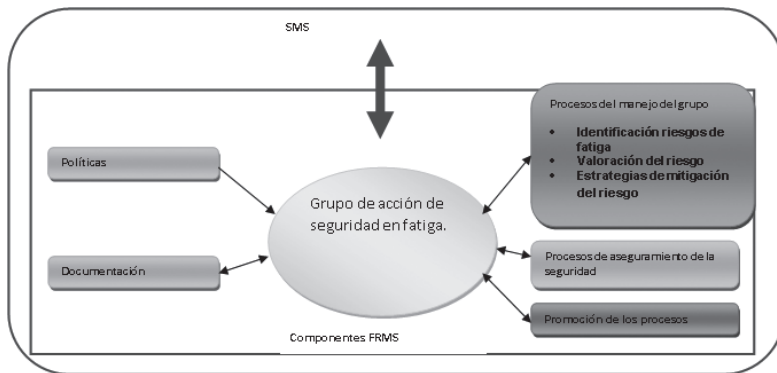 SMS
Políticas
Documentación
Grupo de acción de
seguridad en fatiga.
Procesos del manejo del grupo
• Identificación riesgos de
fatiga
• Valoración del riesgo
• Estrategias de mitigación
del riesgo
Procesos de aseguramiento de la
seguridad
Promoción de los procesos
Componentes FRMS